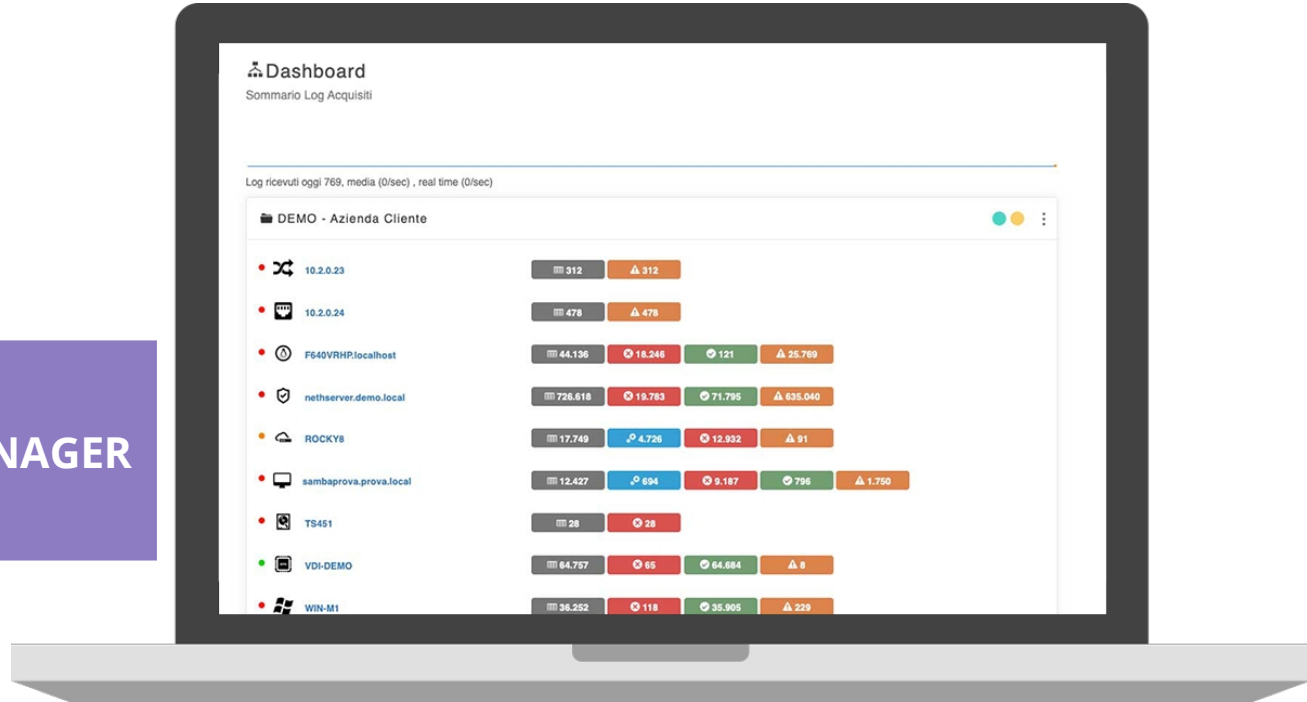 Dashboard
Sommario Log Acquisiti
Log ricevuti oggi 769, media (0/sec) , real time (0/sec)
DEMO - Azienda Cliente
10.2.0.23 312 312
10.2.0.24 478 478
F640VRHP.localhost 44.136 18.246 121 25.769
nethserver.demo.local 726.618 19.783 71.795 635.040
NAGER
ROCKY8 17.749 4.726 12.932 91
sambaprova.prova.local 12.427 694 9.187 796 1.750
TS451 28 28
VDI-DEMO 64.757 65 64.684 8
WIN-M1 36.252 118 35.905 229